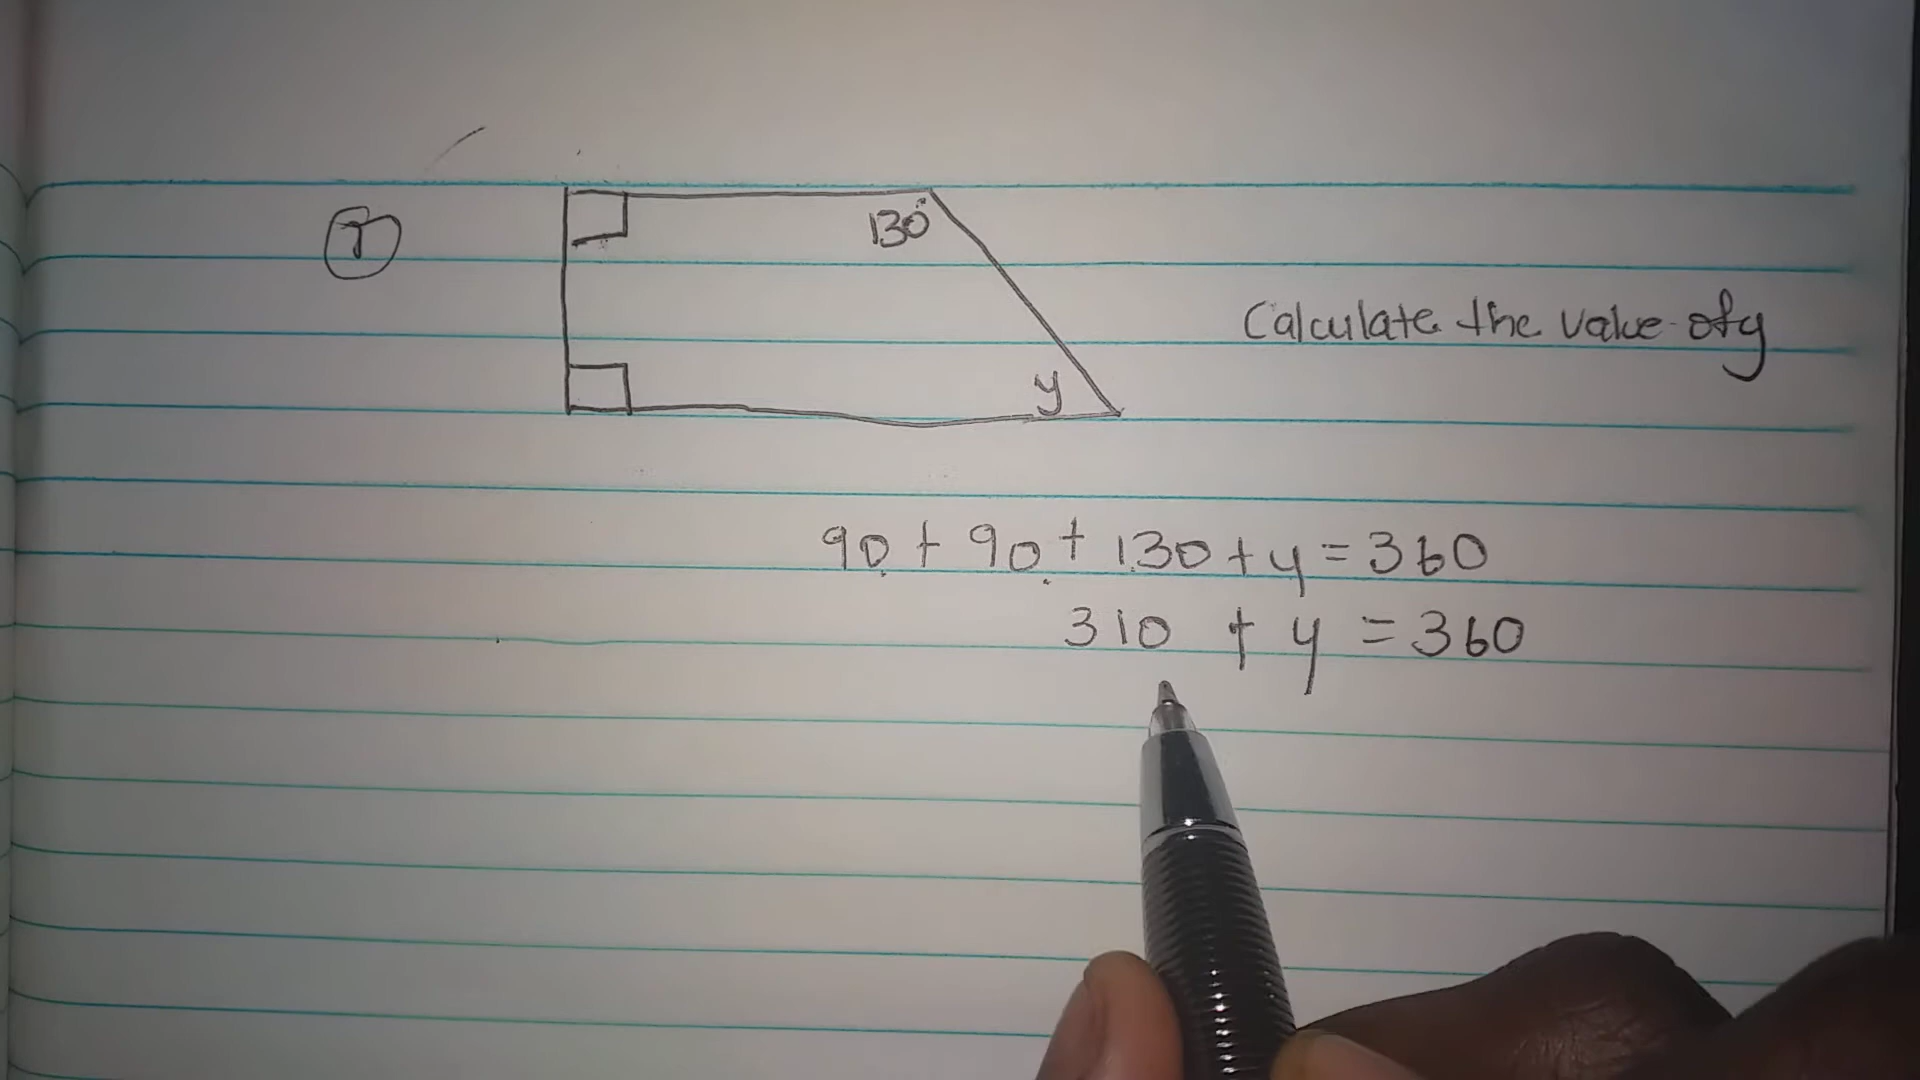 I
130°
Calculate the value of y
y
90 + 90 + 130 + y = 360
310 + y = 360